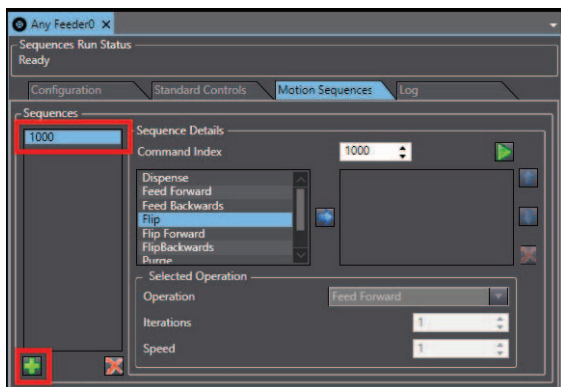 Any Feeder0
Sequences Run Status
Ready
Configuration
Standard Controls
Motion Sequences
Log
Sequences
1000
Sequence Details
Command Index
1000
Dispense
Feed Forward
Feed Backwards
Flip
Flip Forward
FlipBackwards
Purge
Selected Operation
Operation
Feed Forward
Iterations
1
Speed
1